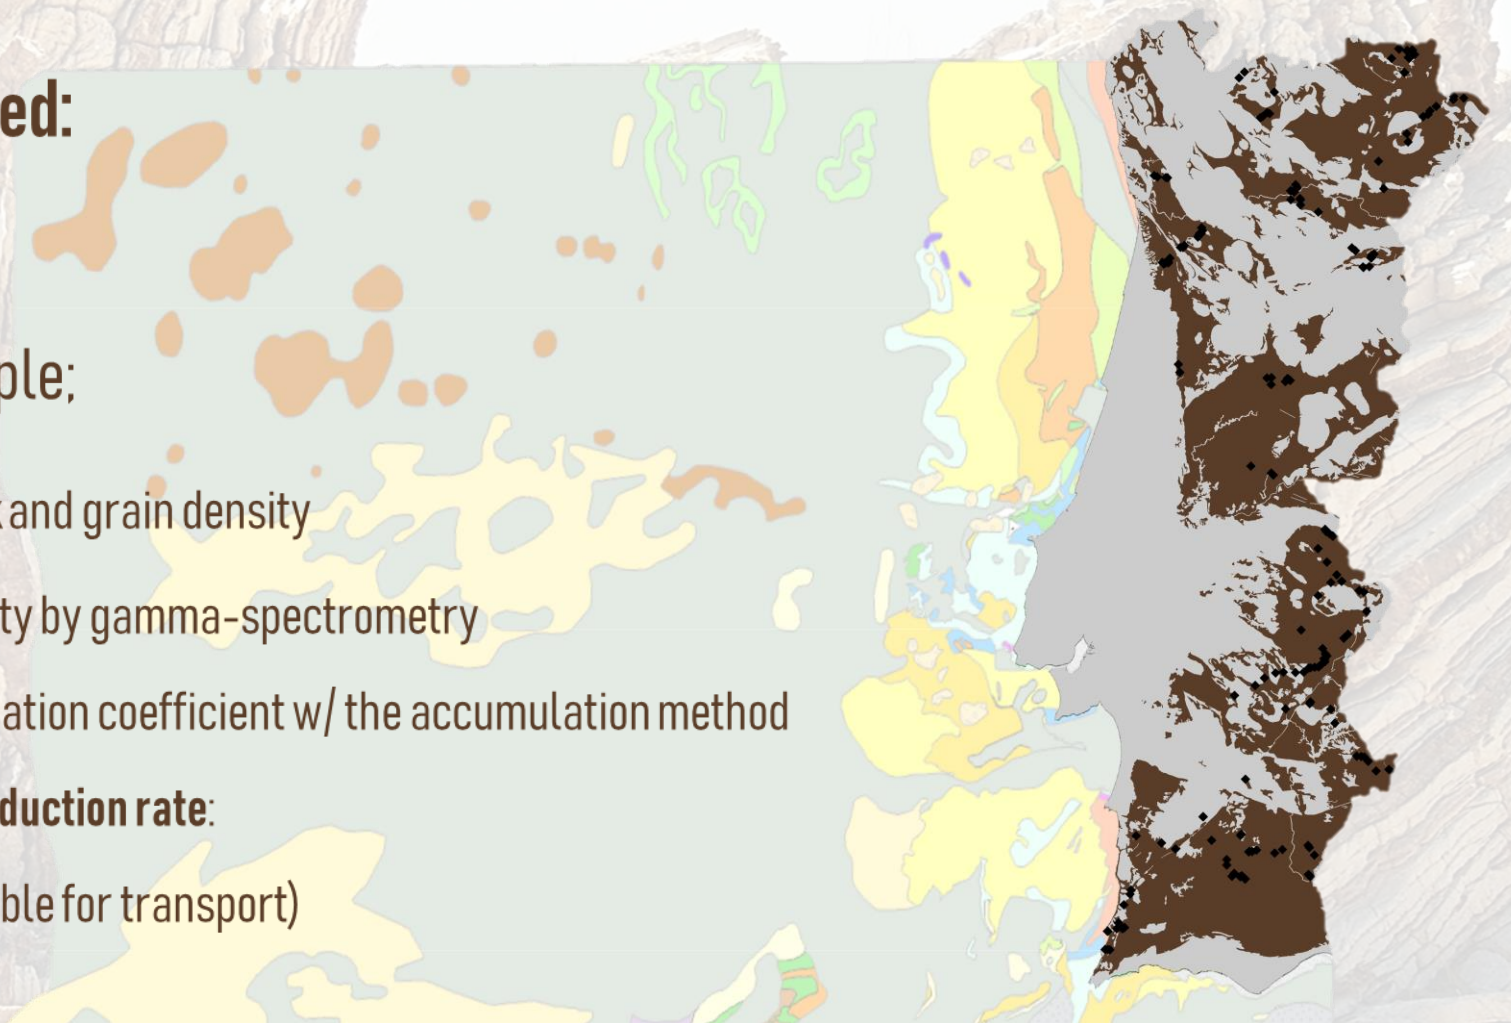 ed:
ple;
k and grain density
ty by gamma-spectrometry
ation coefficient w/ the accumulation method
duction rate:
ble for transport)